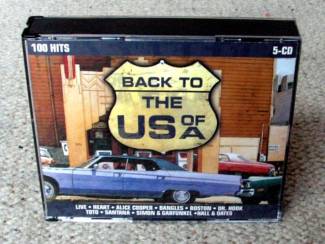 100 HITS
5-CD
BACK TO
THE
USA OF
LIVE • HEART • ALICE COOPER • BANGLES • BOSTON • DR. HOOK
TOTO • SANTANA • SIMON & GARFUNKEL • HALL & OATES